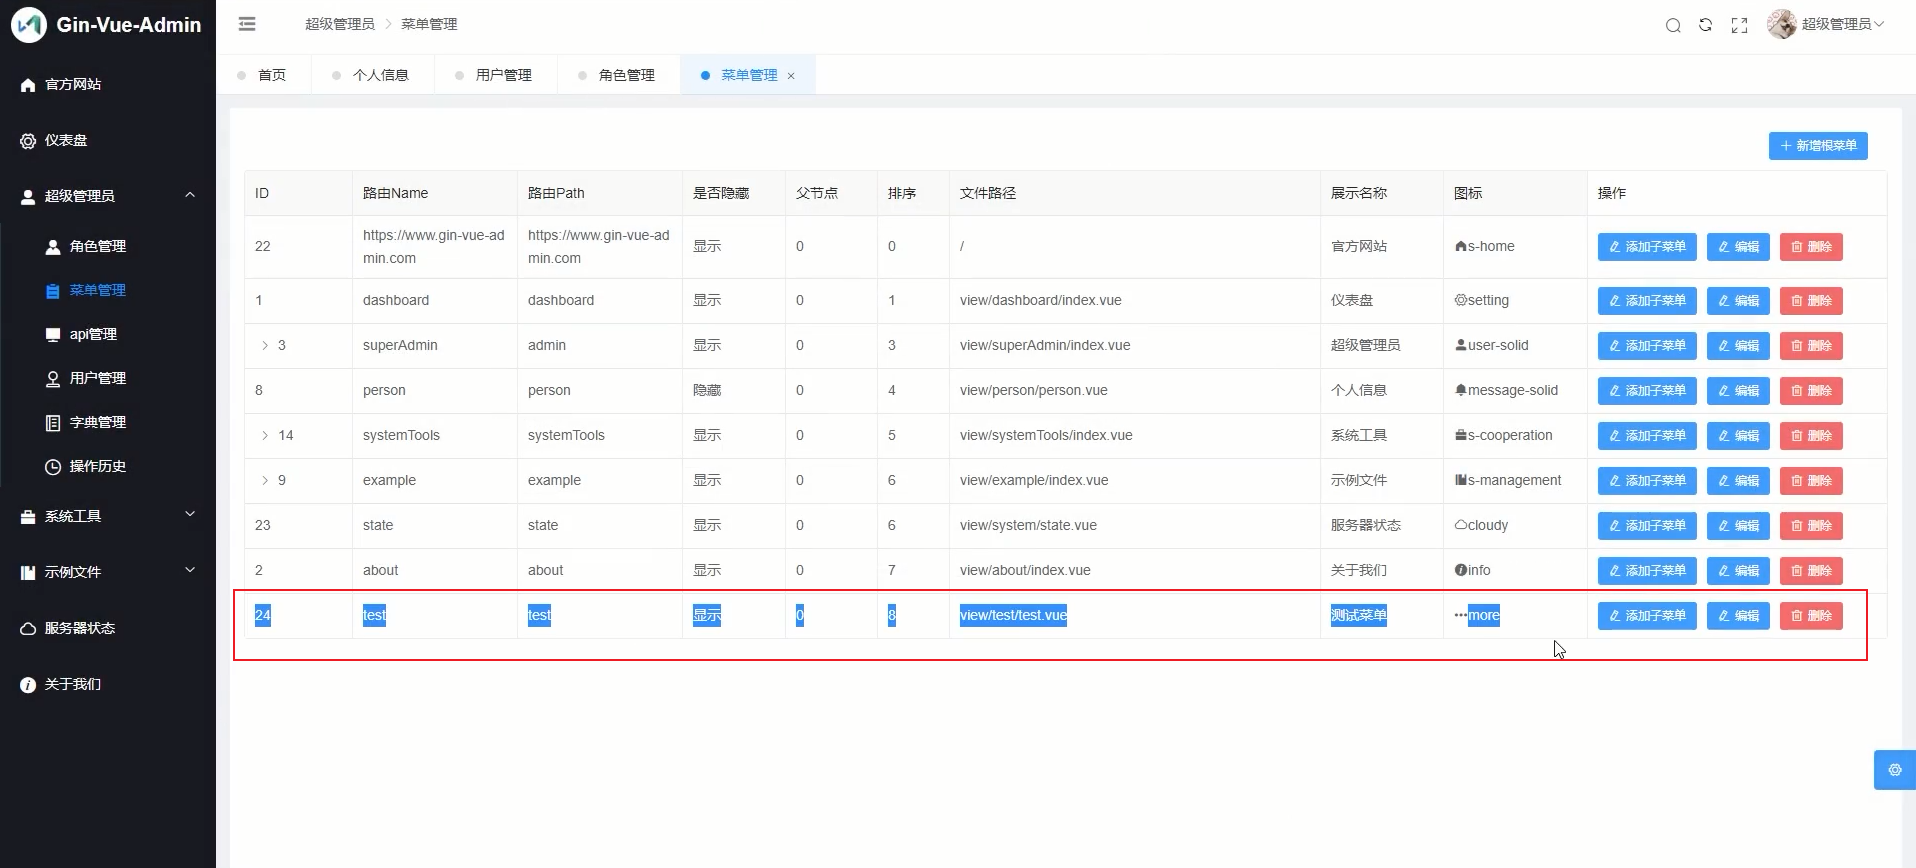 Gin-Vue-Admin
官方网站
仪表盘
超级管理员
角色管理
菜单管理
api管理
用户管理
字典管理
操作历史
系统工具
示例文件
服务器状态
关于我们
超级管理员 > 菜单管理 超级管理员
首页 个人信息 用户管理 角色管理 菜单管理 ×
+ 新增根菜单
ID 路由Name 路由Path 是否隐藏 父节点 排序 文件路径 展示名称 图标 操作
22 https://www.gin-vue-ad https://www.gin-vue-ad 显示 0 0 / 官方网站 s-home 添加子菜单 编辑 删除
min.com min.com
1 dashboard dashboard 显示 0 1 view/dashboard/index.vue 仪表盘 setting 添加子菜单 编辑 删除
> 3 superAdmin admin 显示 0 3 view/superAdmin/index.vue 超级管理员 user-solid 添加子菜单 编辑 删除
8 person person 隐藏 0 4 view/person/person.vue 个人信息 message-solid 添加子菜单 编辑 删除
> 14 systemTools systemTools 显示 0 5 view/systemTools/index.vue 系统工具 s-cooperation 添加子菜单 编辑 删除
> 9 example example 显示 0 6 view/example/index.vue 示例文件 s-management 添加子菜单 编辑 删除
23 state state 显示 0 6 view/system/state.vue 服务器状态 cloudy 添加子菜单 编辑 删除
2 about about 显示 0 7 view/about/index.vue 关于我们 info 添加子菜单 编辑 删除
24 test test 显示 0 8 view/test/test.vue 测试菜单 more 添加子菜单 编辑 删除